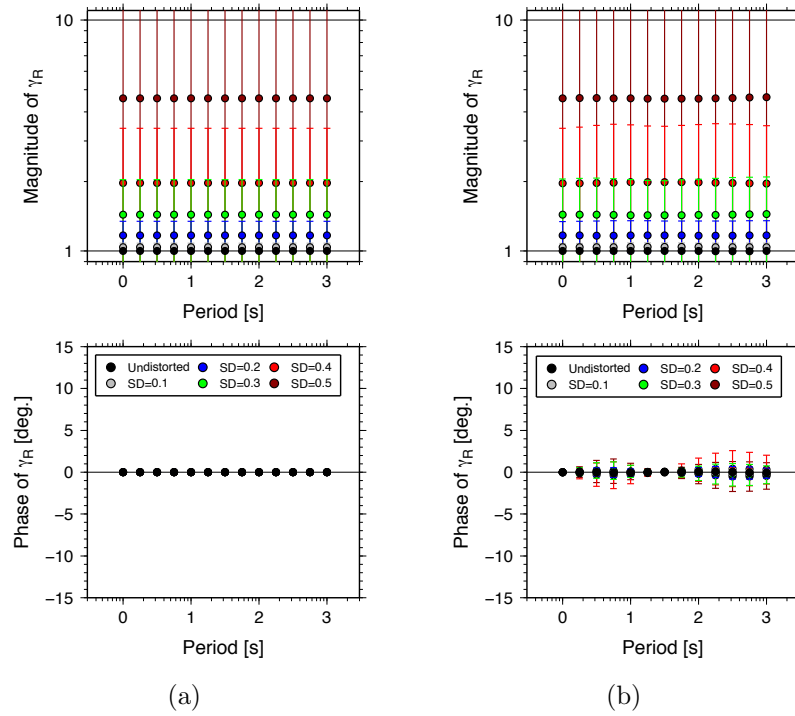 10
1
Magnitude of γR
0 1 2 3
Period [s]
10
1
Magnitude of γR
0 1 2 3
Period [s]
15
10
5
0
−5
−10
−15
Phase of γR [deg.]
Undistorted SD=0.2 SD=0.4
SD=0.1 SD=0.3 SD=0.5
0 1 2 3
Period [s]
(a)
15
10
5
0
−5
−10
−15
Phase of γR [deg.]
Undistorted SD=0.2 SD=0.4
SD=0.1 SD=0.3 SD=0.5
0 1 2 3
Period [s]
(b)